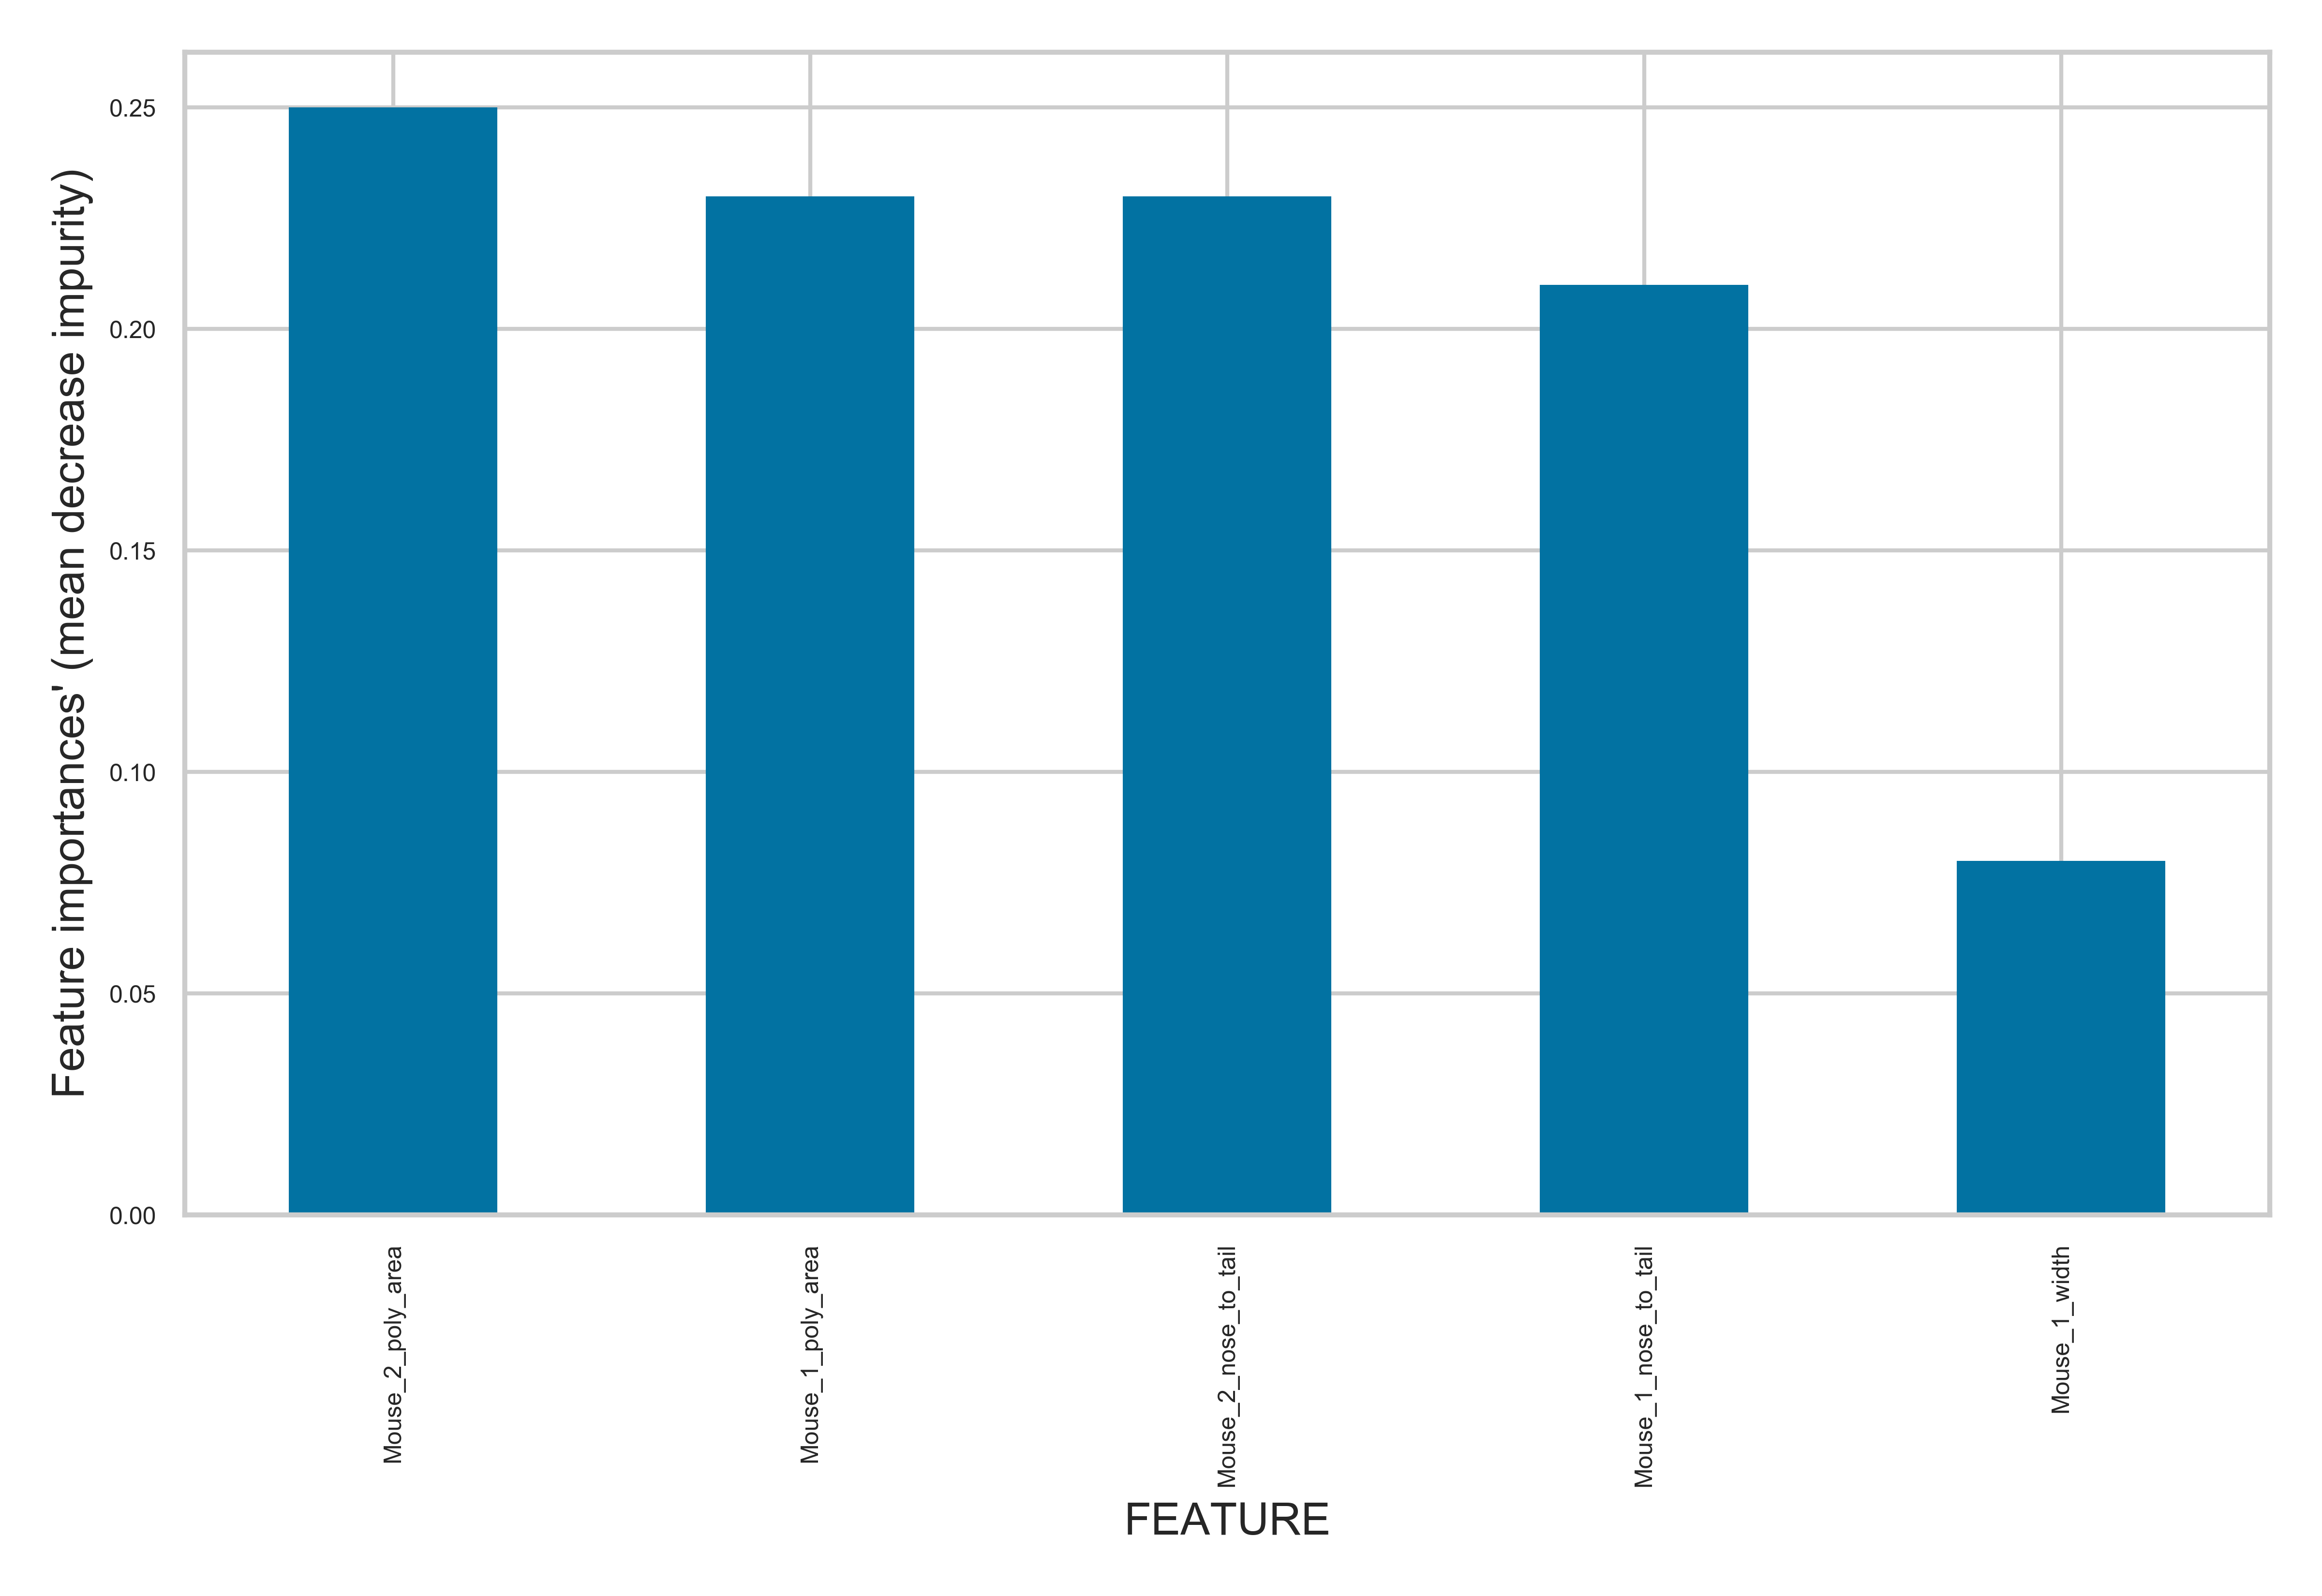 Feature importances' (mean decrease impurity)
0.25
0.20
0.15
0.10
0.05
0.00
Mouse_2_poly_area
Mouse_1_poly_area
Mouse_2_nose_to_tail
Mouse_1_nose_to_tail
Mouse_1_width
FEATURE